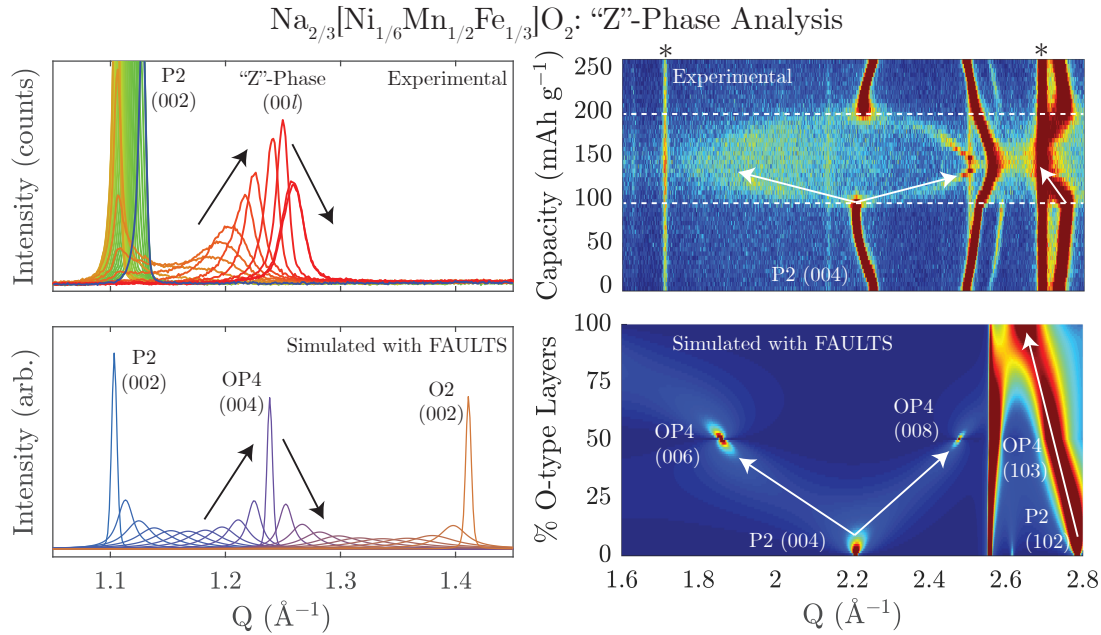 Na2/3[Ni1/6Mn1/2Fe1/3]O2: “Z”-Phase Analysis
Intensity (counts)
P2
(002)
“Z”-Phase
(00l)
Experimental
Intensity (arb.)
Simulated with FAULTS
P2
(002)
OP4
(004)
O2
(002)
1.1
1.2
1.3
1.4
Q (Å−1)
*
*
Capacity (mAh g−1)
250
200
150
100
50
0
Experimental
P2 (004)
% O-type Layers
100
75
50
25
0
Simulated with FAULTS
OP4
(006)
OP4
(008)
OP4
(103)
P2 (004)
P2
(102)
1.6
1.8
2
2.2
2.4
2.6
2.8
Q (Å−1)